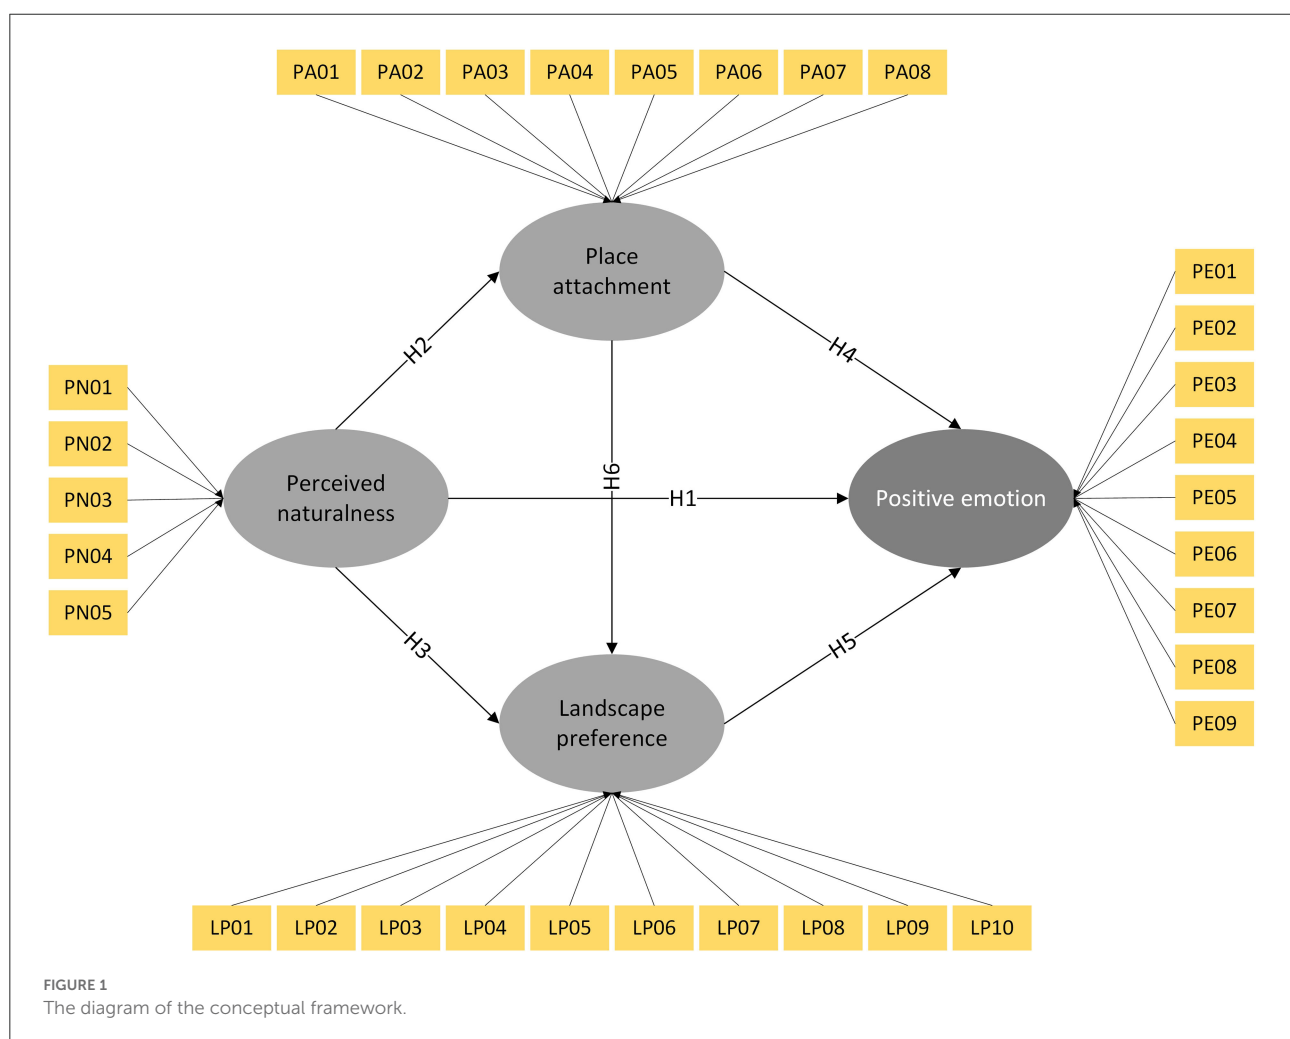 PA01 PA02 PA03 PA04 PA05 PA06 PA07 PA08
Place
attachment
PE01
PE02
PE03
PE04
PE05
PE06
PE07
PE08
PE09
H2
H4
PN01
PN02
PN03
PN04
PN05
Perceived
naturalness
H6
H1
Positive emotion
H3
H5
Landscape
preference
LP01 LP02 LP03 LP04 LP05 LP06 LP07 LP08 LP09 LP10
FIGURE 1
The diagram of the conceptual framework.